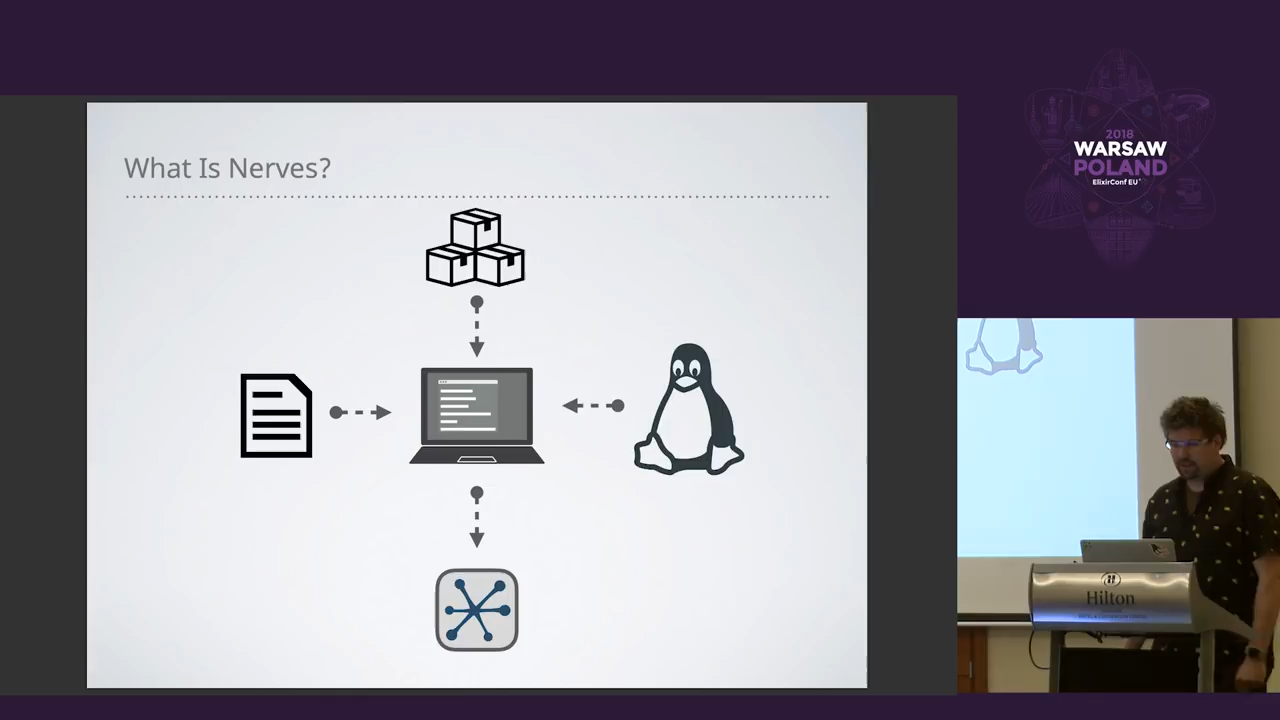 What Is Nerves?
2018
WARSAW
POLAND
ElixirConf EU
Hilton